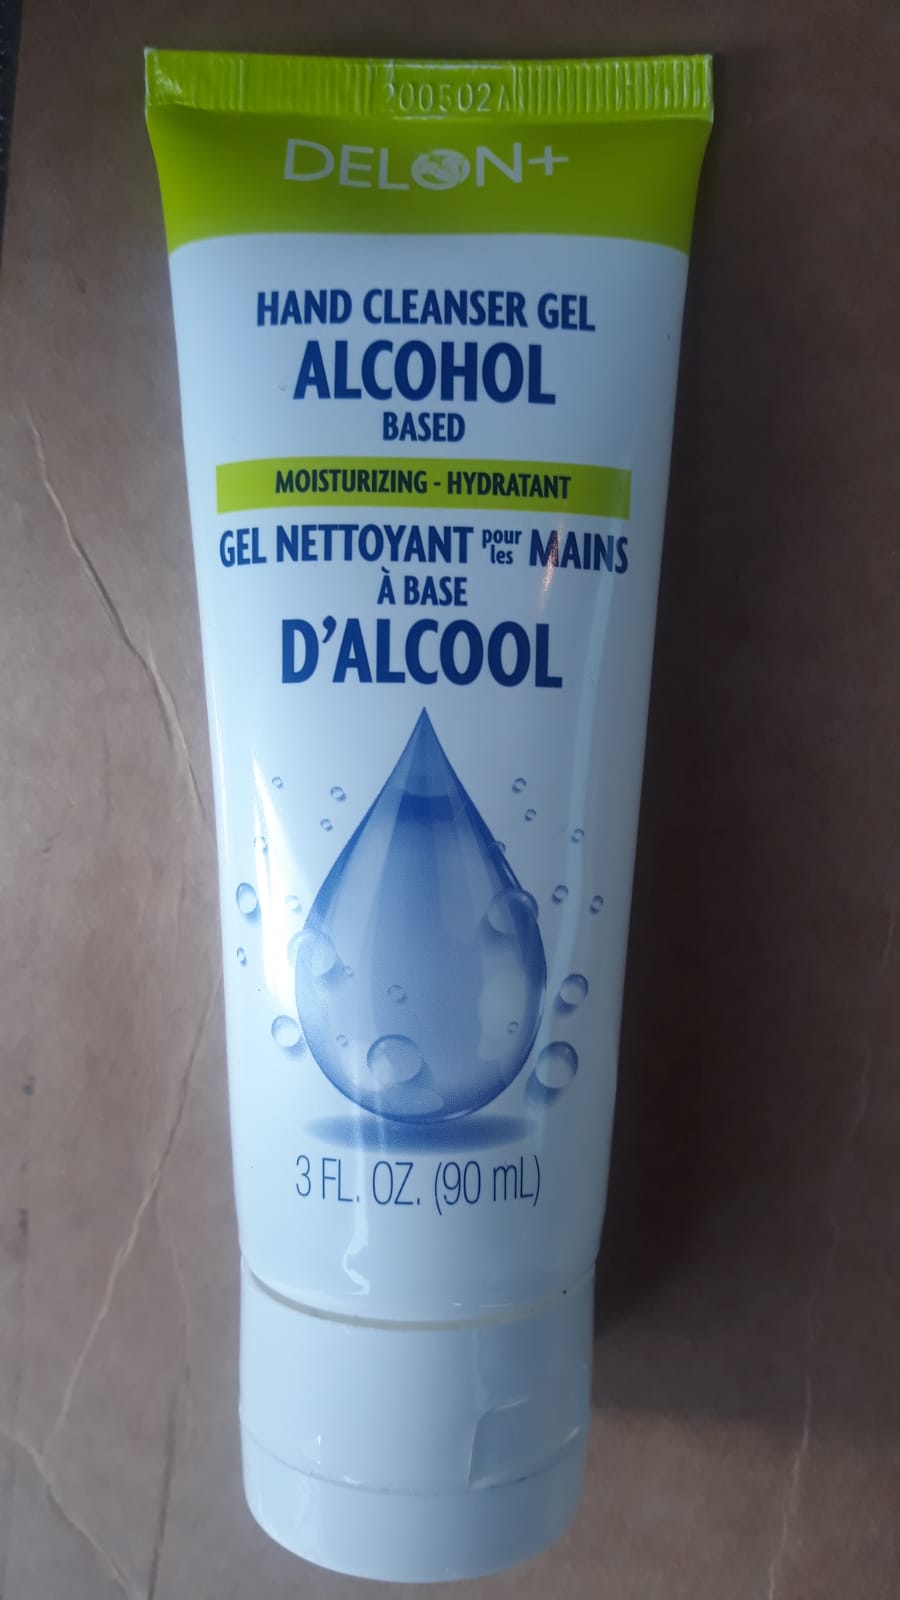 200502A
DELON+
HAND CLEANSER GEL
ALCOHOL
BASED
MOISTURIZING - HYDRATANT
GEL NETTOYANT pour les MAINS
À BASE
D'ALCOOL
3 FL. OZ. (90 mL)